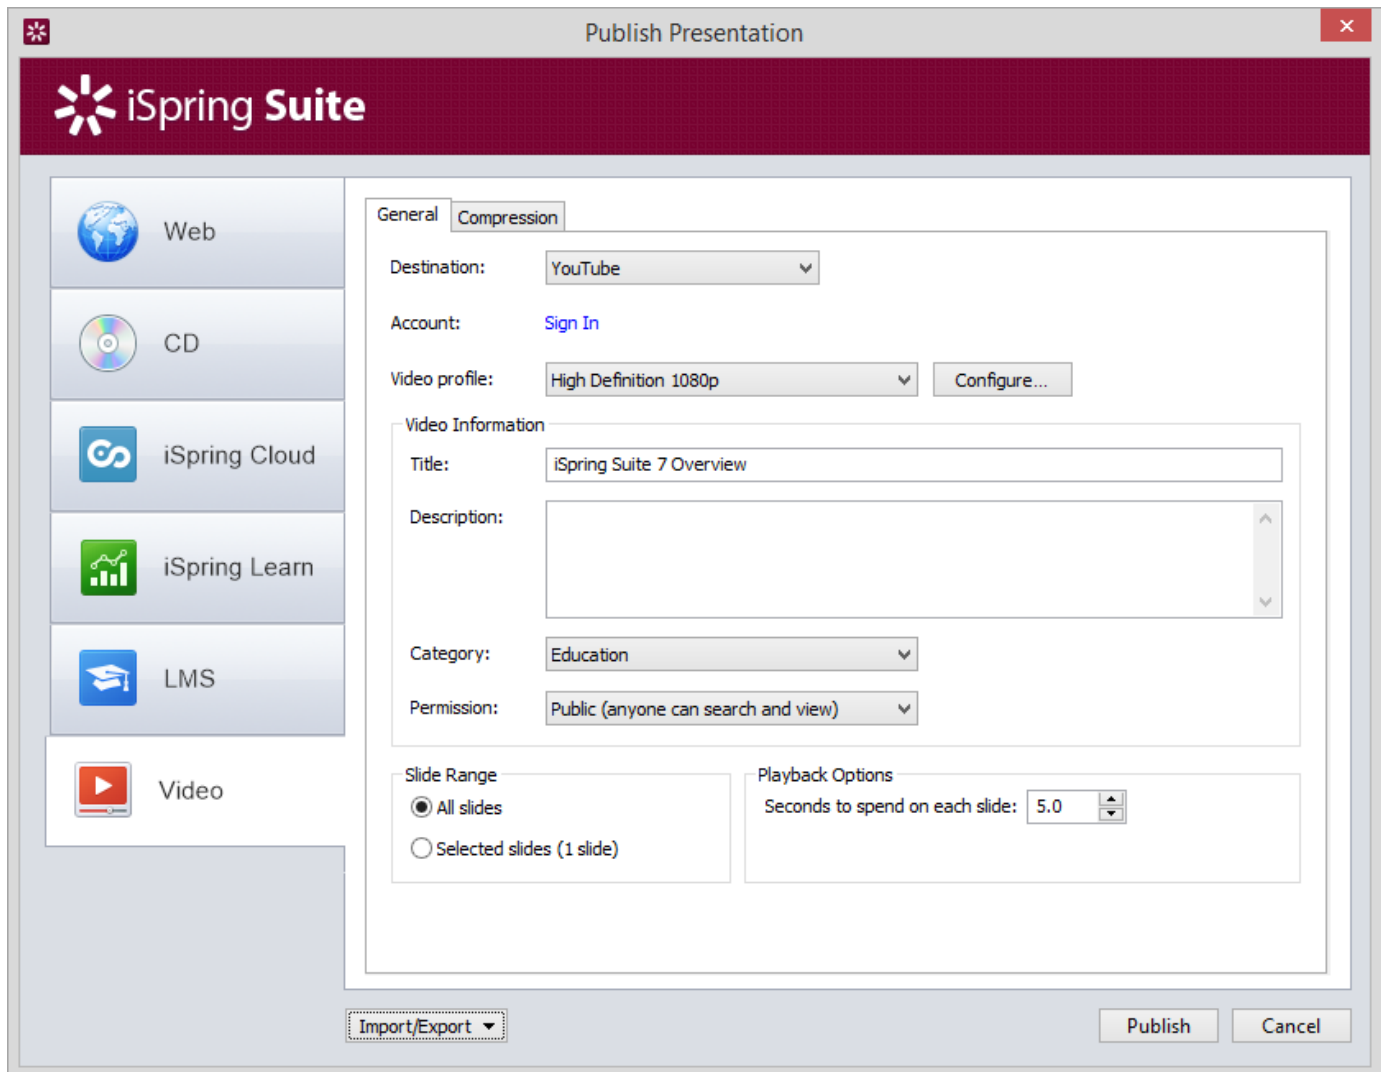 Publish Presentation
iSpring Suite
Web
CD
iSpring Cloud
iSpring Learn
LMS
Video
General
Compression
Destination: YouTube
Account: Sign In
Video profile: High Definition 1080p Configure...
Video Information
Title: iSpring Suite 7 Overview
Description:
Category: Education
Permission: Public (anyone can search and view)
Slide Range
All slides
Selected slides (1 slide)
Playback Options
Seconds to spend on each slide: 5.0
Import/Export
Publish
Cancel